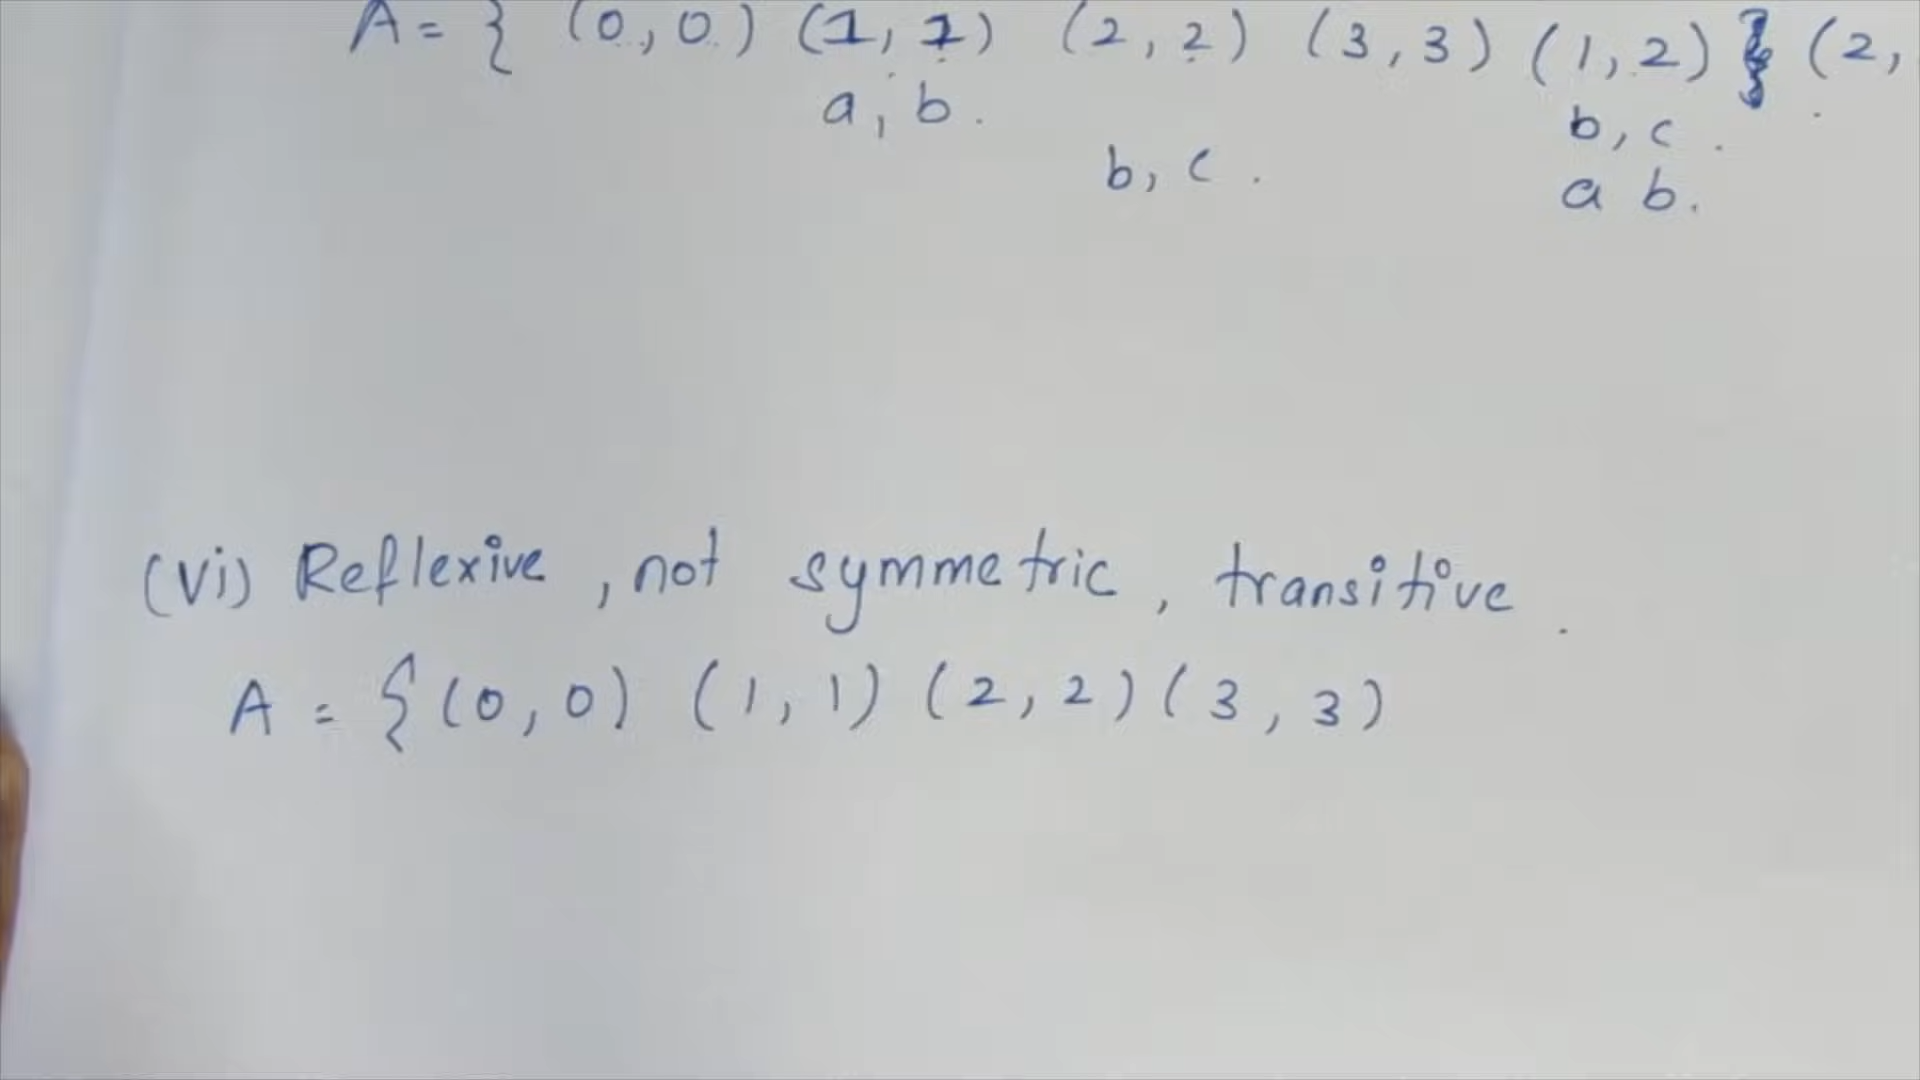 A = { (0,0) (1,1) (2,2) (3,3) (1,2) (2,
a, b.
b, c.
b, c.
a b.
(Vi) Reflexive, not symmetric, transitive.
A = {(0,0) (1,1) (2,2) (3,3)